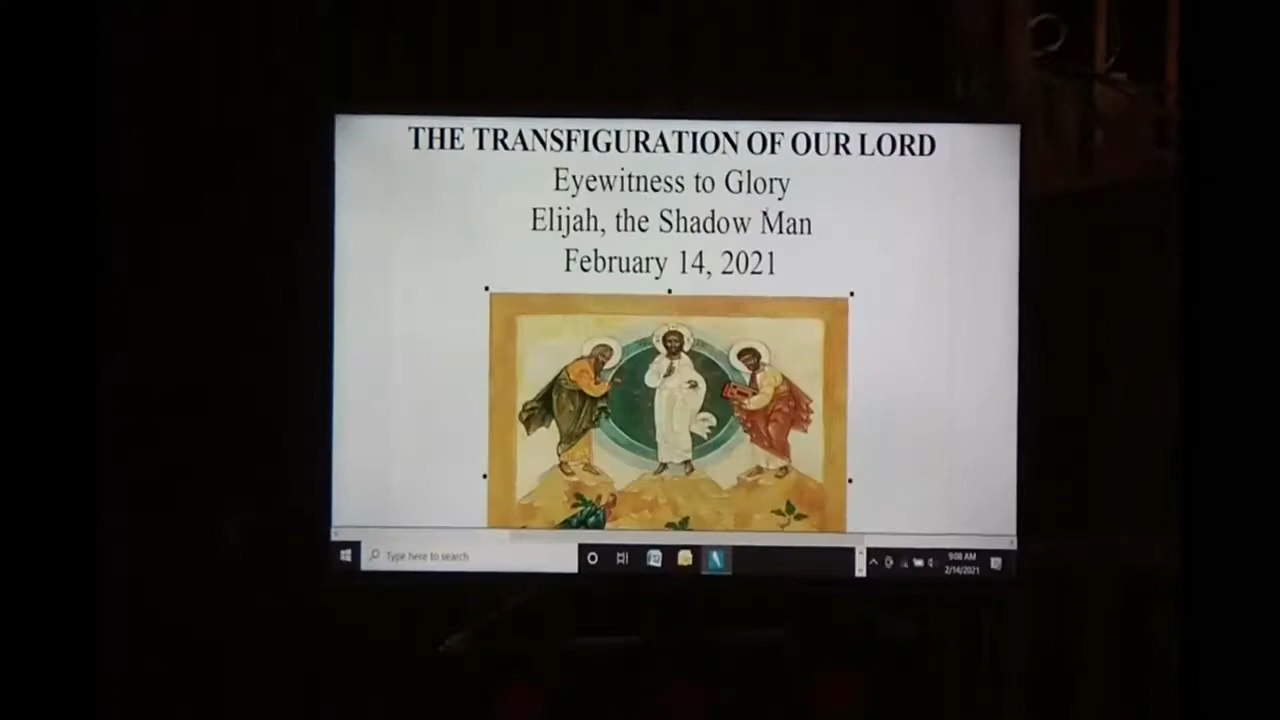 THE TRANSFIGURATION OF OUR LORD
Eyewitness to Glory
Elijah, the Shadow Man
February 14, 2021
Type here to search
9:08 AM
2/14/2021